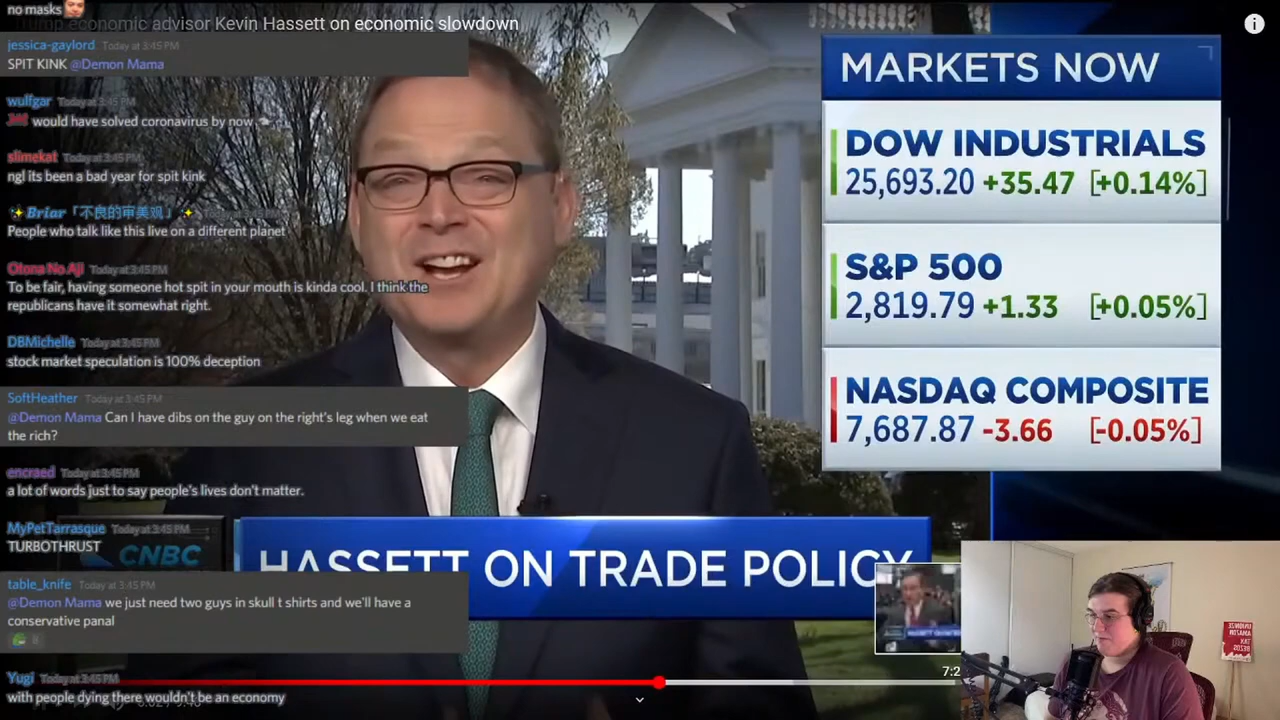 no masks
economic advisor Kevin Hassett on economic slowdown
jessica-gaylord Today at 3:45 PM
SPIT KINK @Demon Mama
wulfgar Today at 3:45 PM
would have solved coronavirus by now
slimekat Today at 3:45 PM
ngl its been a bad year for spit kink
Briar「不良的审美观」
People who talk like this live on a different planet
Otona No Aji Today at 3:45 PM
To be fair, having someone hot spit in your mouth is kinda cool. I think the
republicans have it somewhat right.
DBMichelle Today at 3:45 PM
stock market speculation is 100% deception
SoftHeather Today at 3:45 PM
@Demon Mama Can I have dibs on the guy on the right's leg when we eat
the rich?
encraed Today at 3:45 PM
a lot of words just to say people's lives don't matter.
MyPetTarrasque Today at 3:45 PM
TURBOTHRUST
table_knife Today at 3:45 PM
@Demon Mama we just need two guys in skull t shirts and we'll have a
conservative panal
Yugi Today at 3:45 PM
with people dying there wouldn't be an economy
MARKETS NOW
DOW INDUSTRIALS
25,693.20 +35.47 [+0.14%]
S&P 500
2,819.79 +1.33 [+0.05%]
NASDAQ COMPOSITE
7,687.87 -3.66 [-0.05%]
CNBC
HASSETT ON TRADE POLICY
7:2